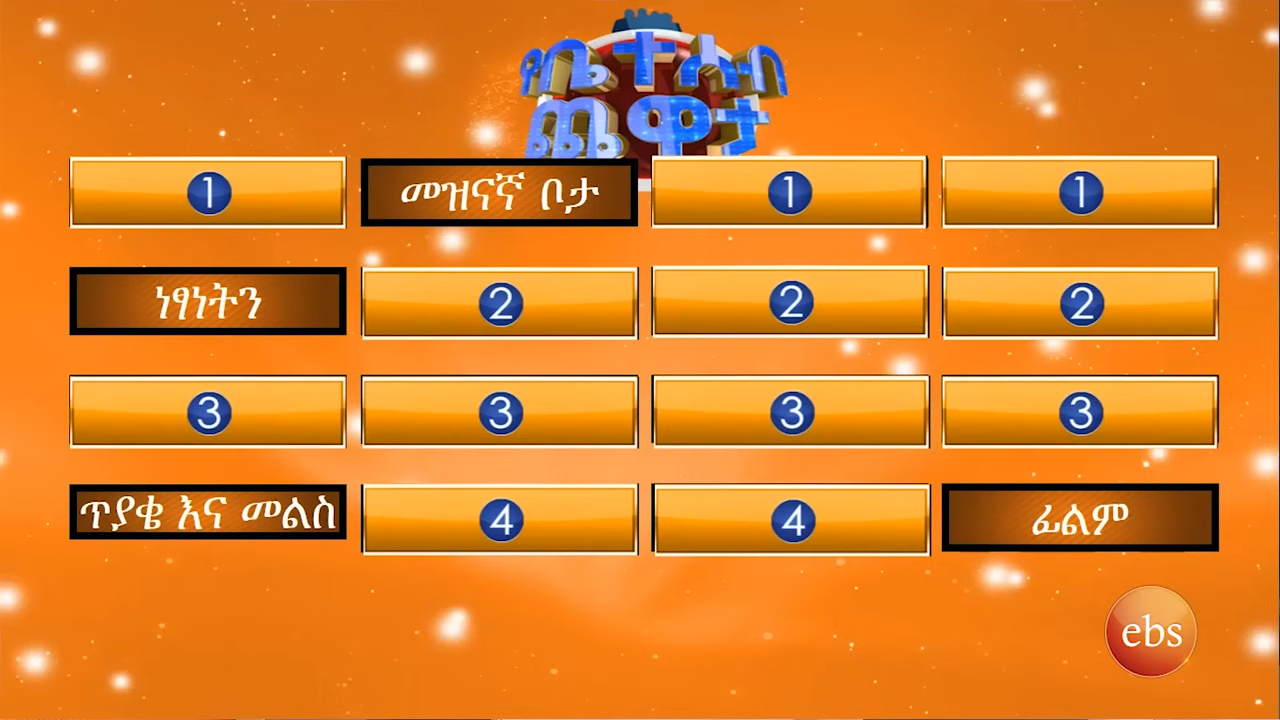 የቤተሰብ
ጨዋታ
1 መዝናኛ ቦታ 1 1
ነፃነትን 2 2 2
3 3 3 3
ጥያቄ እና መልስ 4 4 ፊልም
ebs